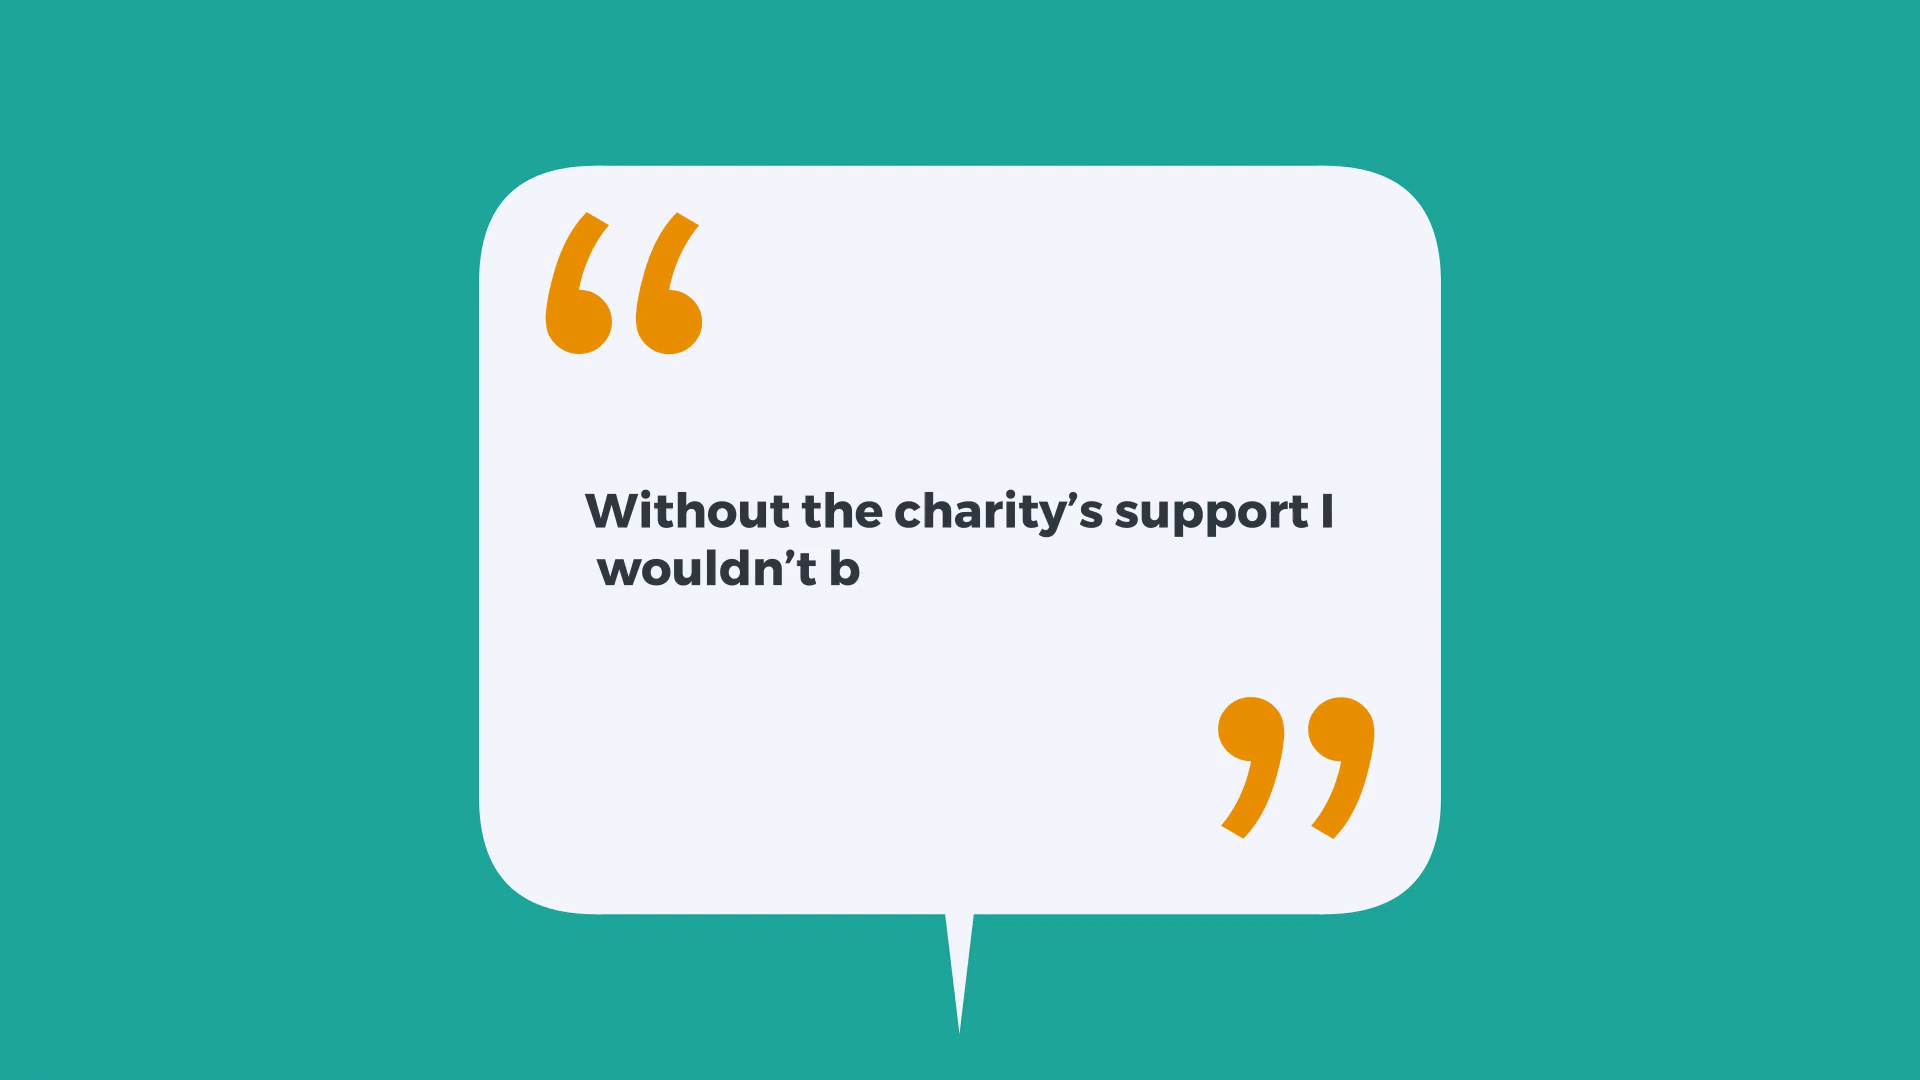 “
Without the charity’s support I
wouldn’t b
”